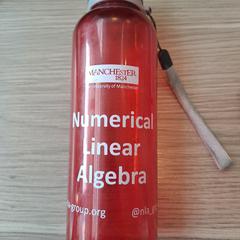 MANCHESTER
1824
The University of Manchester
Numerical
Linear
Algebra
group.org @nla_